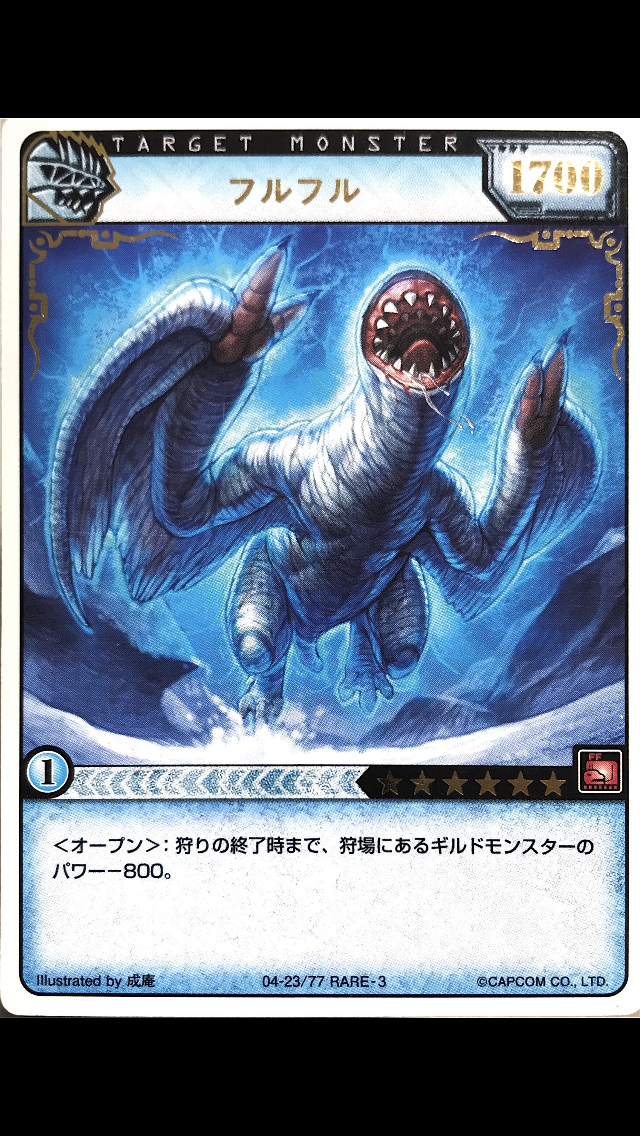 TARGET MONSTER
フルフル
1700
1
FF
<オープン>：狩りの終了時まで、狩場にあるギルドモンスターの
パワー－800。
Illustrated by 成庵
04-23/77 RARE-3
©CAPCOM CO., LTD.